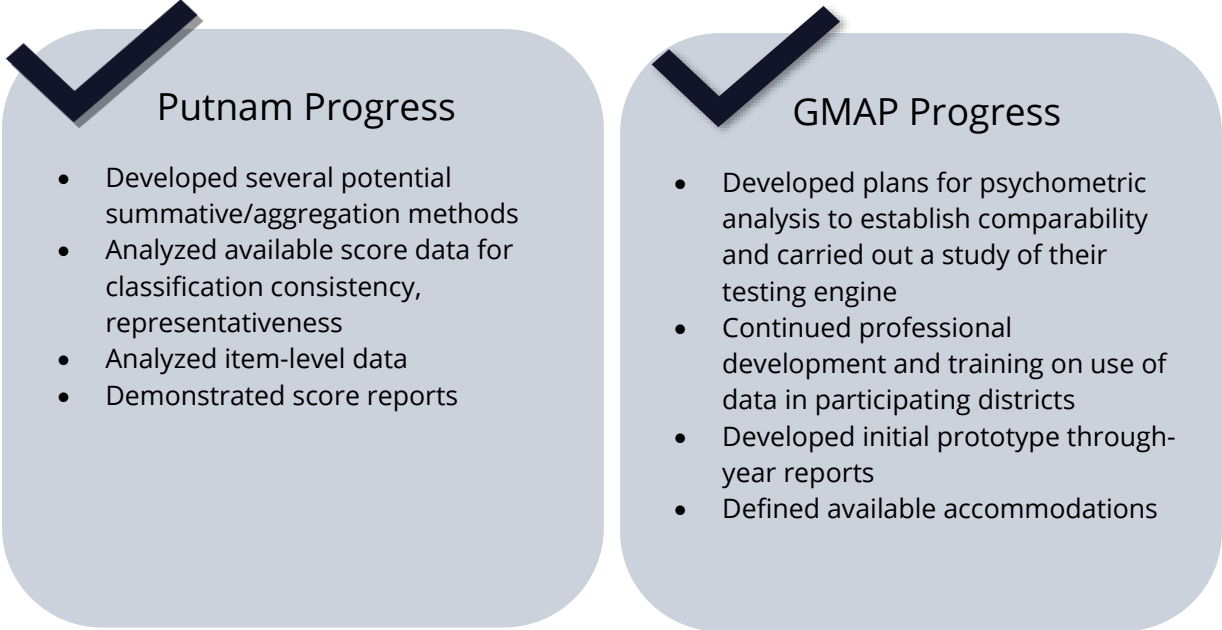 Putnam Progress
• Developed several potential
summative/aggregation methods
• Analyzed available score data for
classification consistency,
representativeness
• Analyzed item-level data
• Demonstrated score reports
GMAP Progress
• Developed plans for psychometric
analysis to establish comparability
and carried out a study of their
testing engine
• Continued professional
development and training on use of
data in participating districts
• Developed initial prototype through-
year reports
• Defined available accommodations